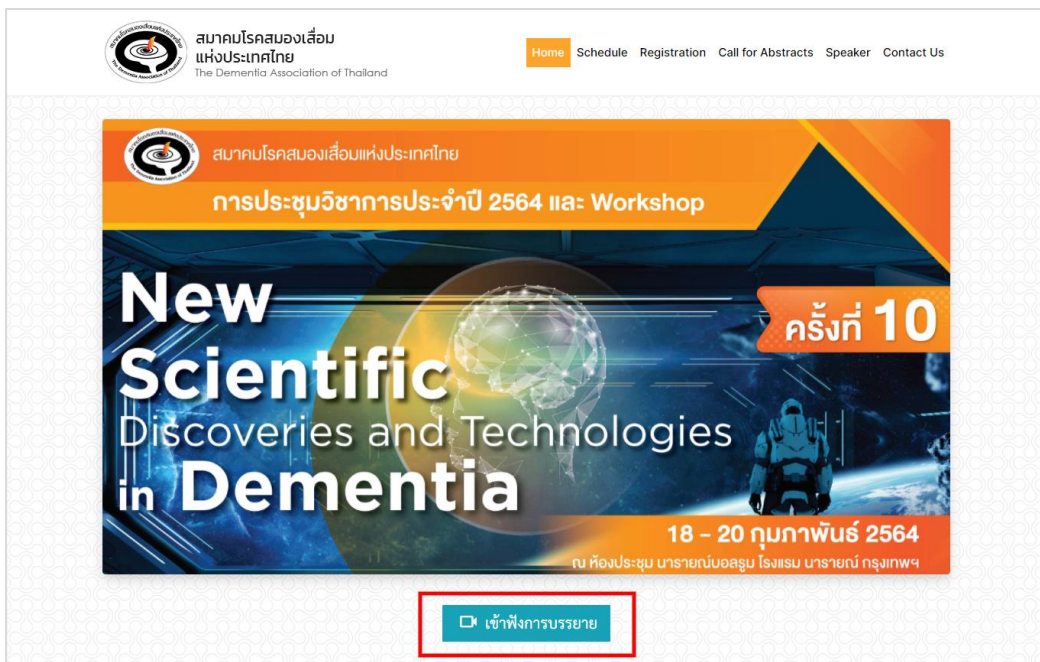 สมาคมโรคสมองเสื่อม
แห่งประเทศไทย
The Dementia Association of Thailand
Home Schedule Registration Call for Abstracts Speaker Contact Us
สมาคมโรคสมองเสื่อมแห่งประเทศไทย
การประชุมวิชาการประจำปี 2564 และ Workshop
New
Scientific
Discoveries and Technologies
in Dementia
ครั้งที่ 10
18 - 20 กุมภาพันธ์ 2564
ณ ห้องประชุม นารายณ์บอลรูม โรงแรม นารายณ์ กรุงเทพฯ
เข้าฟังการบรรยาย